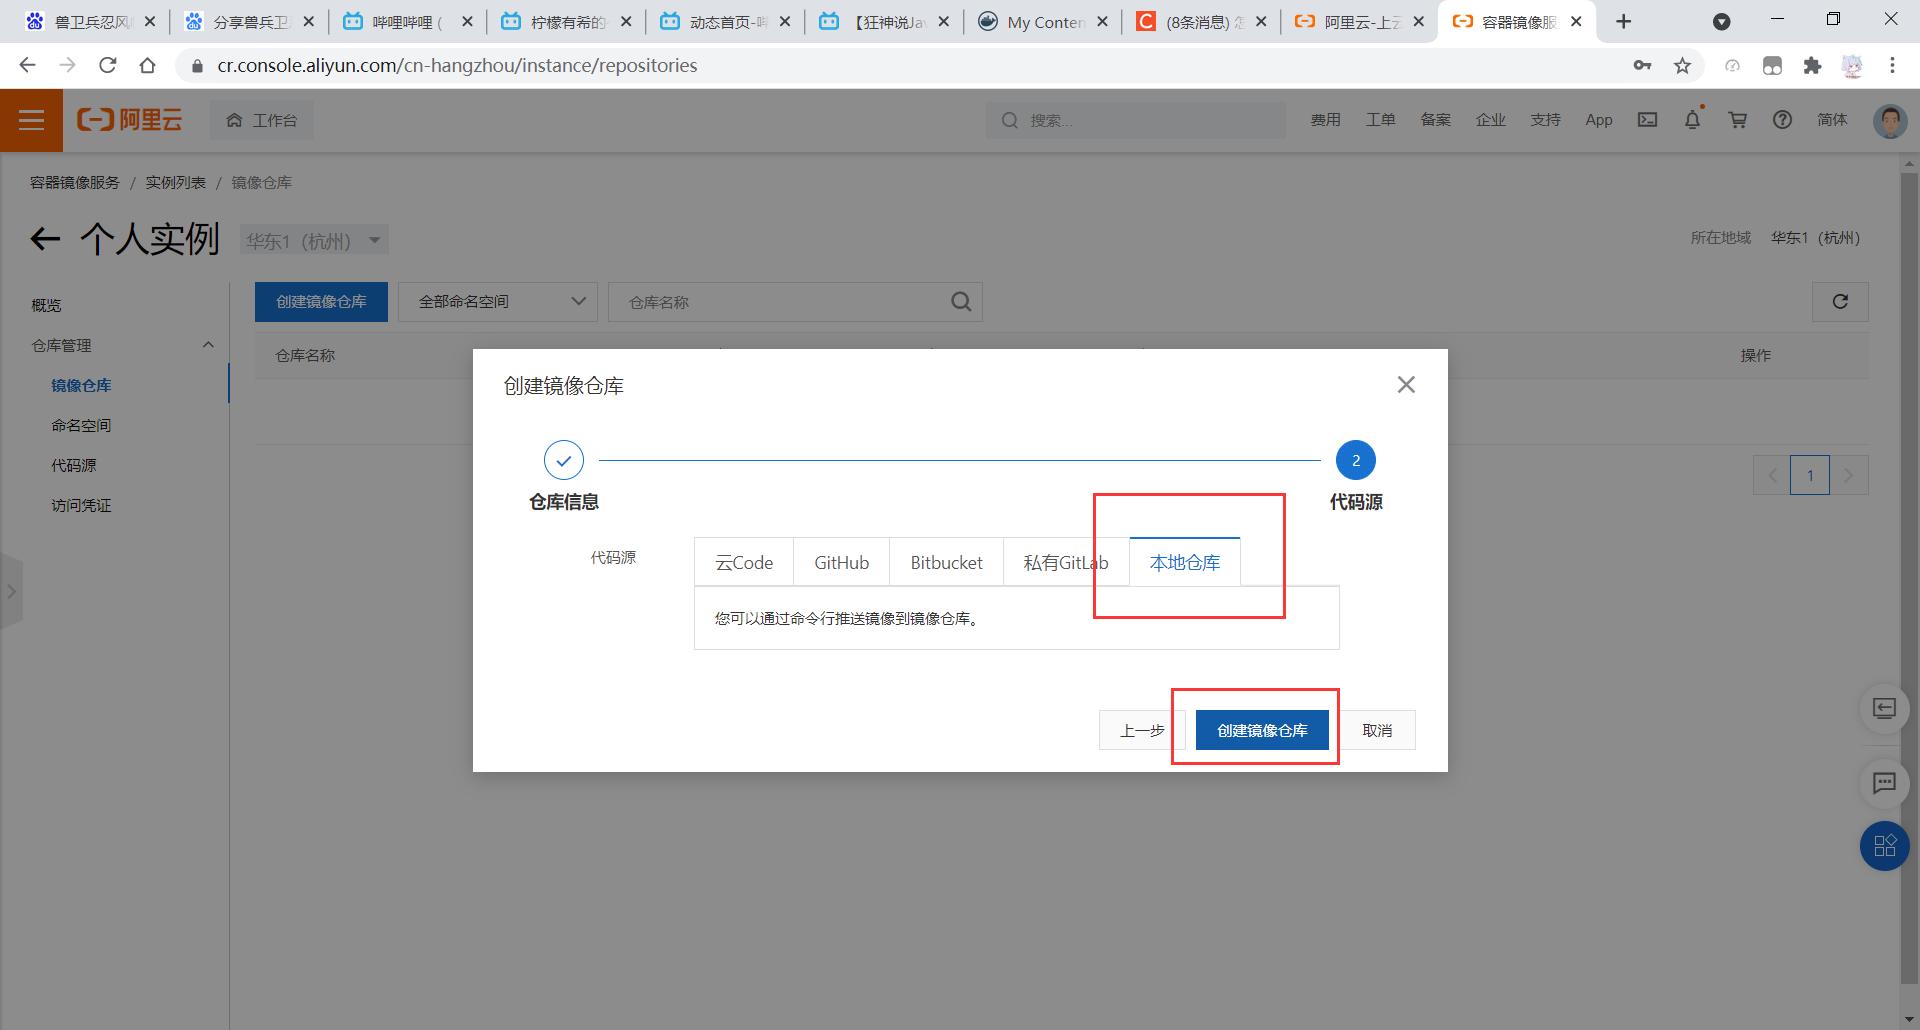 兽卫兵忍风
分享兽兵卫
哔哩哔哩 (
柠檬有希的
动态首页-哔
【狂神说Jav
My Conten
(8条消息) 怎
阿里云-上云
容器镜像服
cr.console.aliyun.com/cn-hangzhou/instance/repositories
阿里云
工作台
搜索...
费用
工单
备案
企业
支持
App
简体
容器镜像服务 / 实例列表 / 镜像仓库
个人实例
华东1（杭州）
所在地域
华东1（杭州）
概览
创建镜像仓库
全部命名空间
仓库名称
仓库管理
仓库名称
操作
镜像仓库
命名空间
代码源
访问凭证
1
创建镜像仓库
2
仓库信息
代码源
代码源
云Code
GitHub
Bitbucket
私有GitLab
本地仓库
您可以通过命令行推送镜像到镜像仓库。
上一步
创建镜像仓库
取消